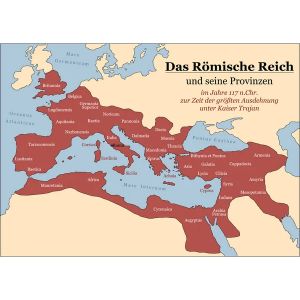 Das Römische Reich
und seine Provinzen
im Jahre 117 n.Chr.
zur Zeit der größten Ausdehnung
unter Kaiser Trajan
Mare Germanicum
Oceanus Atlanticus
Britannia
Germania Inferior
Belgica
Germania Superior
Lugdunensis
Aquitania
Raetia
Noricum
Pannonia
Dacia
Narbonensis
Dalmatia
Moesia
Pontus Euxinus
Tarraconensis
Lusitania
Baetica
Corsica
Italia
Thracia
Macedonia
Bithynia et Pontus
Armenia
Galatia
Cappadocia
Asia
Assyria
Lycia
Cilicia
Syria
Mesopotamia
Sicilia
Achaia
Creta
Cyprus
Mauretania
Africa
Mare Internum
Cyrenaica
Aegyptus
Arabia Petraea